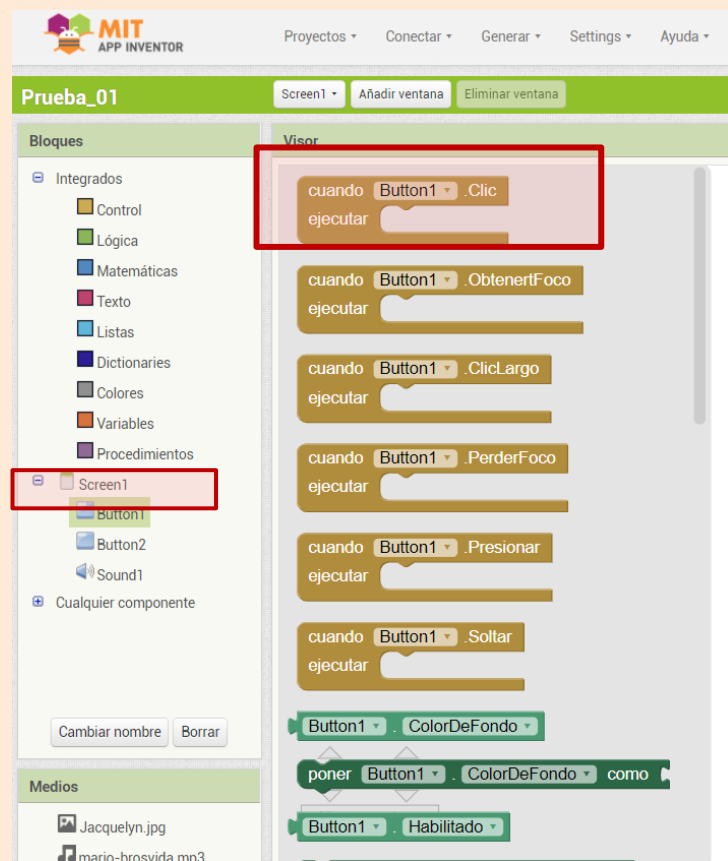 MIT
APP INVENTOR
Proyectos Conectar Generar Settings Ayuda
Prueba_01
Screen1 Añadir ventana Eliminar ventana
Bloques
Integrados
Control
Lógica
Matemáticas
Texto
Listas
Dictionaries
Colores
Variables
Procedimientos
Screen1
Button1
Button2
Sound1
Cualquier componente
Cambiar nombre Borrar
Medios
Jacquelyn.jpg
mario-brosvida.mp3
Visor
cuando Button1 .Clic
ejecutar
cuando Button1 .ObtenertFoco
ejecutar
cuando Button1 .ClicLargo
ejecutar
cuando Button1 .PerderFoco
ejecutar
cuando Button1 .Presionar
ejecutar
cuando Button1 .Soltar
ejecutar
Button1 . ColorDeFondo
poner Button1 . ColorDeFondo como
Button1 . Habilitado